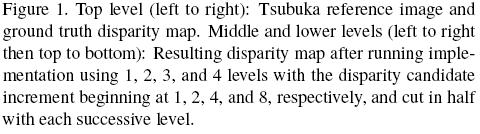 Figure 1. Top level (left to right): Tsubuka reference image and
ground truth disparity map. Middle and lower levels (left to right
then top to bottom): Resulting disparity map after running imple-
mentation using 1, 2, 3, and 4 levels with the disparity candidate
increment beginning at 1, 2, 4, and 8, respectively, and cut in half
with each successive level.